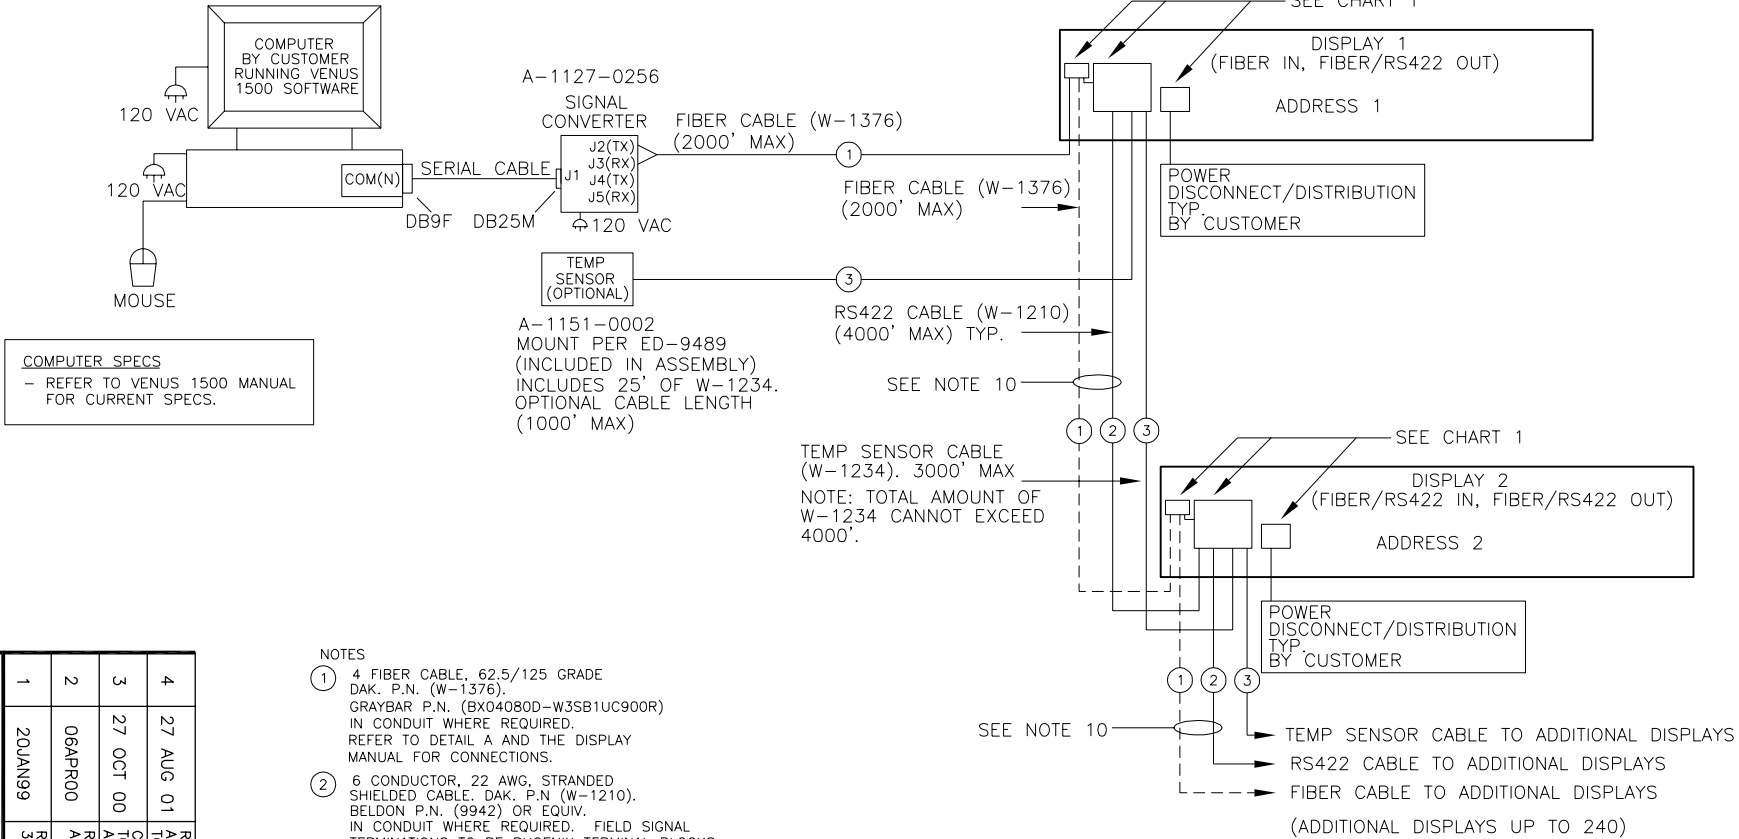 SEE CHART 1
COMPUTER
BY CUSTOMER
RUNNING VENUS
1500 SOFTWARE
120 VAC
120 VAC
COM(N)
SERIAL CABLE
DB9F
DB25M
MOUSE
A-1127-0256
SIGNAL
CONVERTER
J1
J2(TX)
J3(RX)
J4(TX)
J5(RX)
120 VAC
FIBER CABLE (W-1376)
(2000' MAX)
1
FIBER CABLE (W-1376)
(2000' MAX)
DISPLAY 1
(FIBER IN, FIBER/RS422 OUT)
ADDRESS 1
POWER
DISCONNECT/DISTRIBUTION
TYP.
BY CUSTOMER
TEMP
SENSOR
(OPTIONAL)
3
A-1151-0002
MOUNT PER ED-9489
(INCLUDED IN ASSEMBLY)
INCLUDES 25' OF W-1234.
OPTIONAL CABLE LENGTH
(1000' MAX)
RS422 CABLE (W-1210)
(4000' MAX) TYP.
SEE NOTE 10
1 2 3
COMPUTER SPECS
- REFER TO VENUS 1500 MANUAL
FOR CURRENT SPECS.
TEMP SENSOR CABLE
(W-1234). 3000' MAX
NOTE: TOTAL AMOUNT OF
W-1234 CANNOT EXCEED
4000'.
SEE CHART 1
DISPLAY 2
(FIBER/RS422 IN, FIBER/RS422 OUT)
ADDRESS 2
POWER
DISCONNECT/DISTRIBUTION
TYP.
BY CUSTOMER
1 2 3
SEE NOTE 10
TEMP SENSOR CABLE TO ADDITIONAL DISPLAYS
RS422 CABLE TO ADDITIONAL DISPLAYS
FIBER CABLE TO ADDITIONAL DISPLAYS
(ADDITIONAL DISPLAYS UP TO 240)
NOTES
1 4 FIBER CABLE, 62.5/125 GRADE
DAK. P.N. (W-1376).
GRAYBAR P.N. (BX04080D-W3SB1UC900R)
IN CONDUIT WHERE REQUIRED.
REFER TO DETAIL A AND THE DISPLAY
MANUAL FOR CONNECTIONS.
2 6 CONDUCTOR, 22 AWG, STRANDED
SHIELDED CABLE. DAK. P.N (W-1210).
BELDON P.N. (9942) OR EQUIV.
IN CONDUIT WHERE REQUIRED. FIELD SIGNAL
4 27 AUG 01
3 27 OCT 00
2 06APR00
1 20JAN99